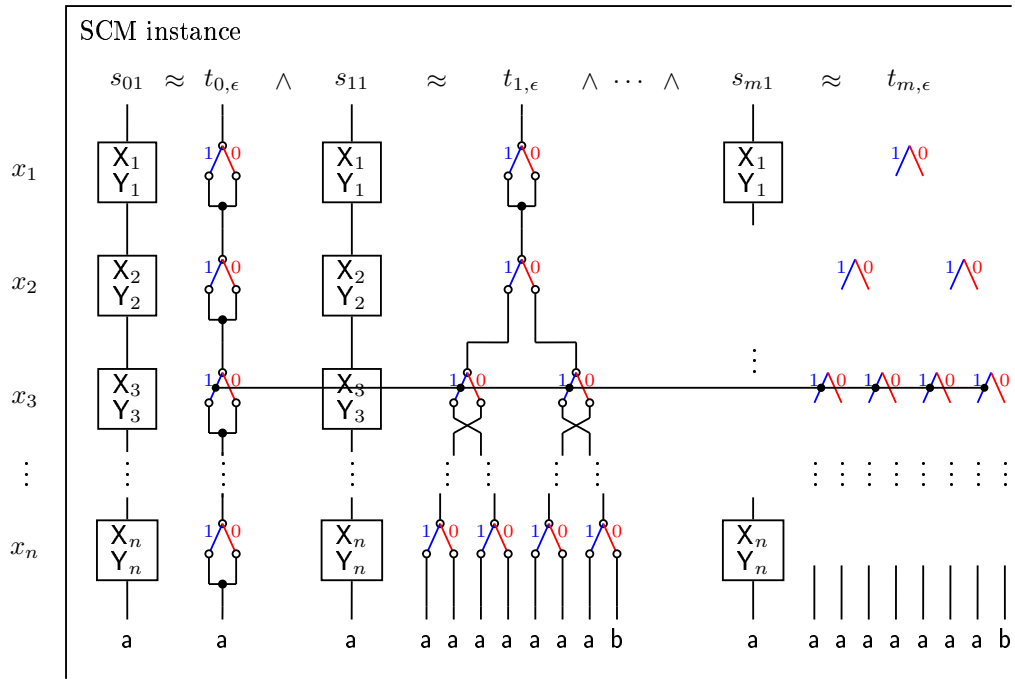 SCM instance
s₀₁ ≈ t₀,ϵ ∧ s₁₁ ≈ t₁,ϵ ∧ ⋯ ∧ sₘ₁ ≈ tₘ,ϵ
x₁ X₁ Y₁ 1 0 X₁ Y₁ 1 0 X₁ Y₁ 1 0
x₂ X₂ Y₂ 1 0 X₂ Y₂ 1 0 1 0 1 0
⋮
x₃ X₃ Y₃ 1 0 X₃ Y₃ 1 0 1 0 1 0 1 0 1 0 1 0
⋮ ⋮ ⋮ ⋮ ⋮ ⋮ ⋮ ⋮ ⋮ ⋮ ⋮ ⋮ ⋮ ⋮ ⋮ ⋮
xₙ Xₙ Yₙ 1 0 Xₙ Yₙ 1 0 1 0 1 0 1 0 Xₙ Yₙ
a a a a a a a a a a b a a a a a a a a b